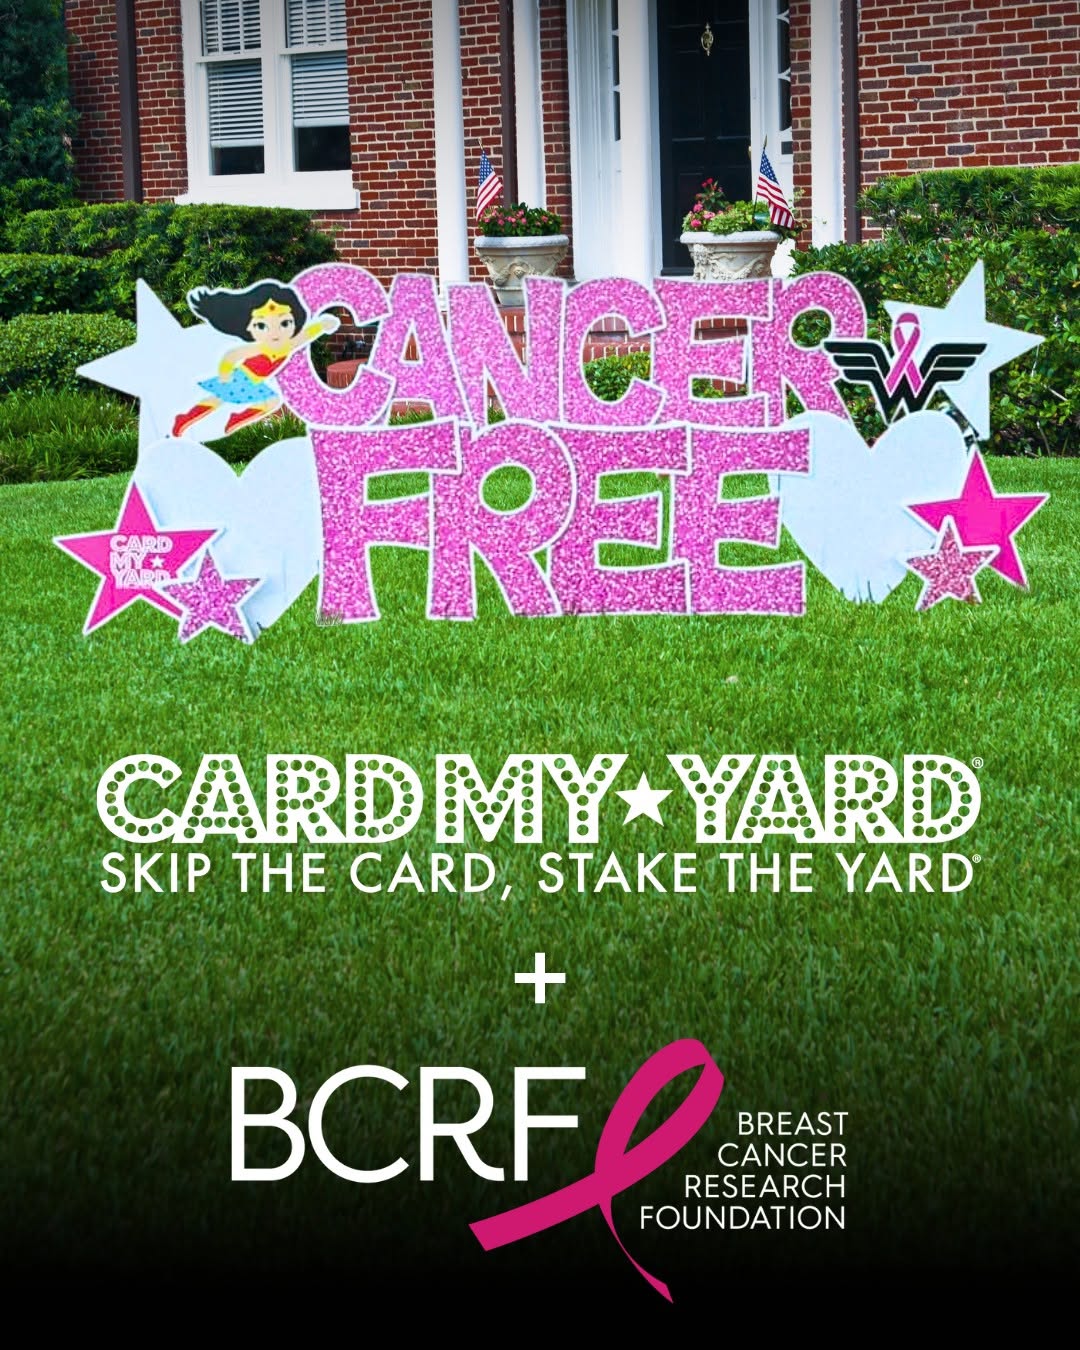 CANCER
FREE
CARD
MY
YARD
W
CARD MY YARD®
SKIP THE CARD, STAKE THE YARD®
+
BCRF
BREAST
CANCER
RESEARCH
FOUNDATION